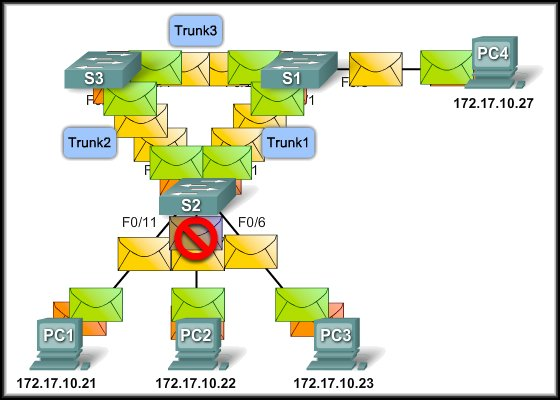 Trunk3
S3
S1
PC4
172.17.10.27
Trunk2
Trunk1
S2
F0/11
F0/6
PC1
PC2
PC3
172.17.10.21
172.17.10.22
172.17.10.23